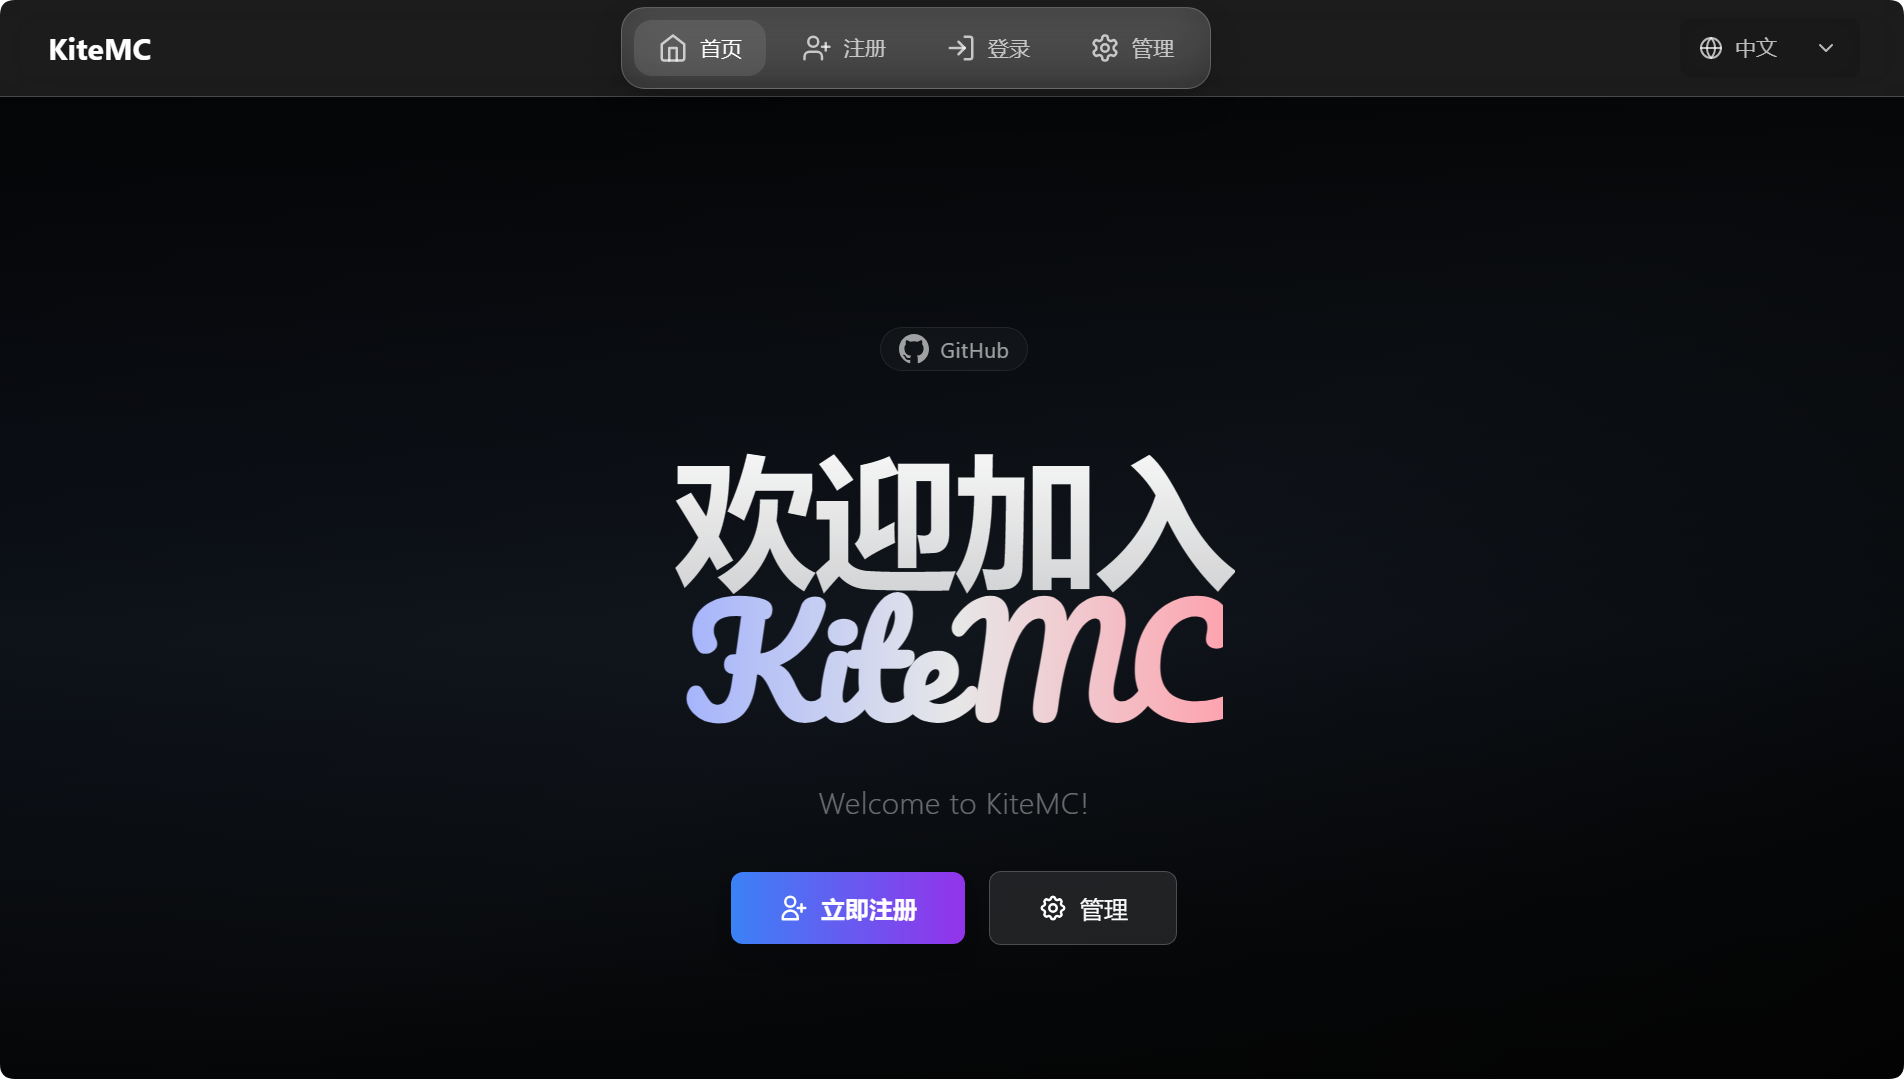 KiteMC
首页
注册
登录
管理
中文
GitHub
欢迎加入
KiteMC
Welcome to KiteMC!
立即注册
管理